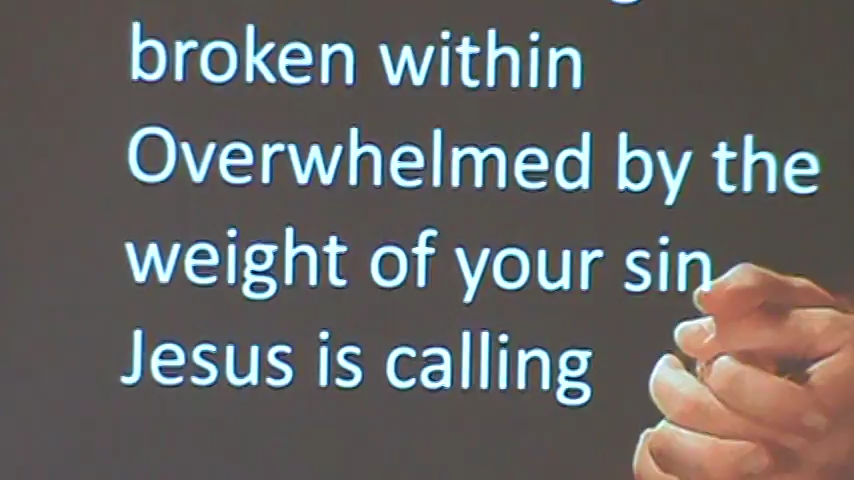 broken within
Overwhelmed by the
weight of your sin
Jesus is calling